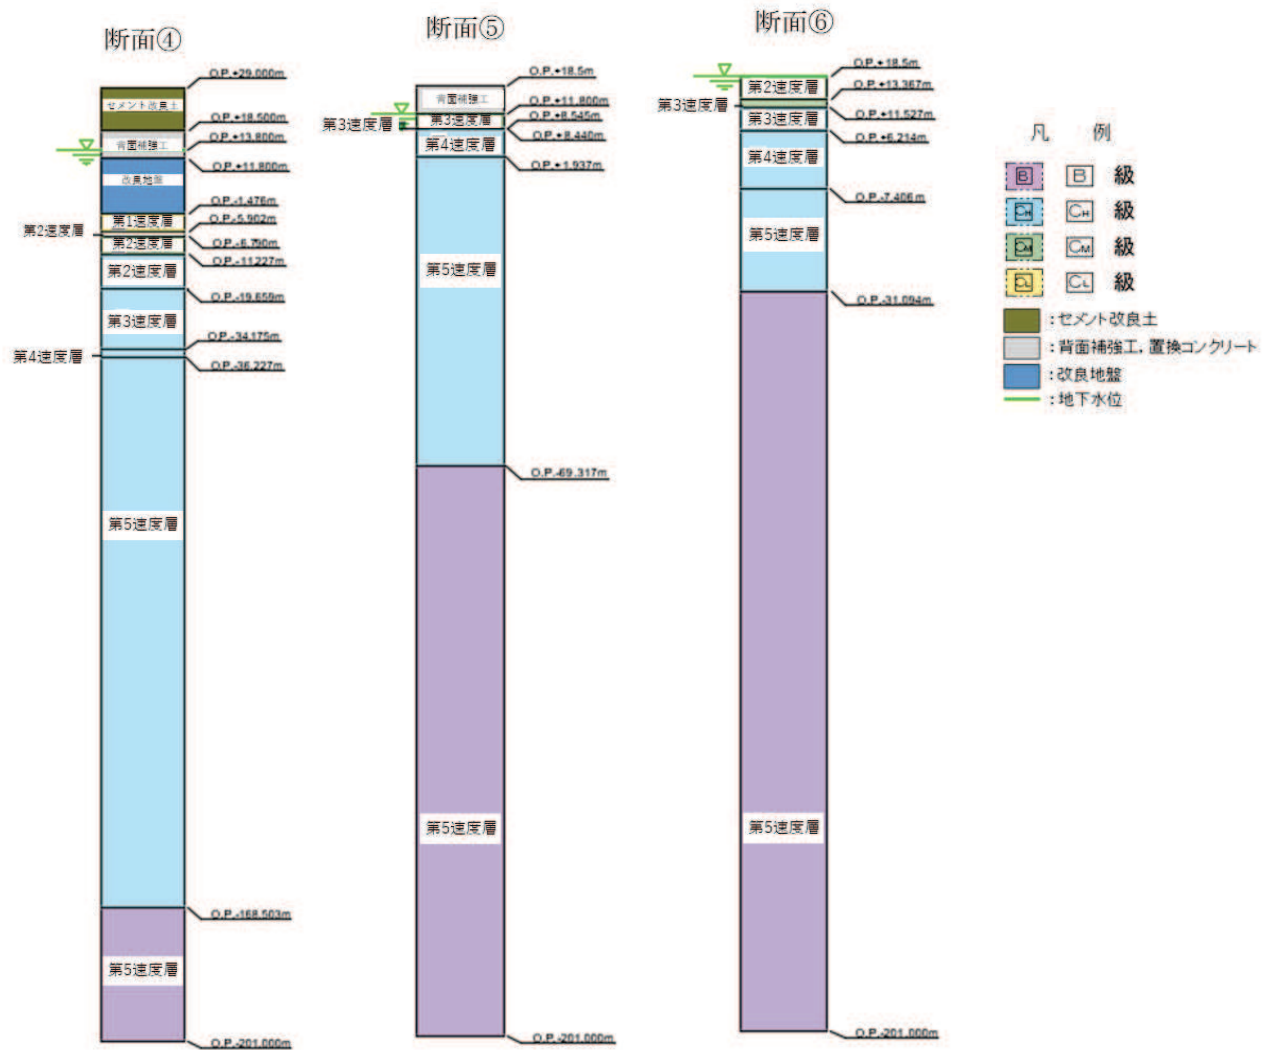 断面④
O.P.+29.000m
セメント改良土
O.P.+18.500m
背面補強工
O.P.+13.800m
O.P.+11.800m
改良地盤
O.P.-1.476m
第1速度層
O.P.-5.902m
第2速度層
第2速度層
O.P.-6.790m
O.P.-11.227m
第2速度層
O.P.-19.659m
第3速度層
O.P.-34.175m
第4速度層
O.P.-36.227m
第5速度層
O.P.-168.503m
第5速度層
O.P.-201.000m
断面⑤
O.P.+18.5m
背面補強工
O.P.+11.800m
第3速度層
O.P.+8.545m
第3速度層
O.P.+8.440m
第4速度層
O.P.+1.937m
第5速度層
O.P.-69.317m
第5速度層
O.P.-201.000m
断面⑥
O.P.+18.5m
第2速度層
O.P.+13.367m
第3速度層
O.P.+11.527m
第3速度層
O.P.+6.214m
第4速度層
O.P.-7.406m
第5速度層
O.P.-31.094m
第5速度層
O.P.-201.000m
凡 例
B B 級
CH CH 級
CM CM 級
CL CL 級
：セメント改良土
：背面補強工，置換コンクリート
：改良地盤
：地下水位